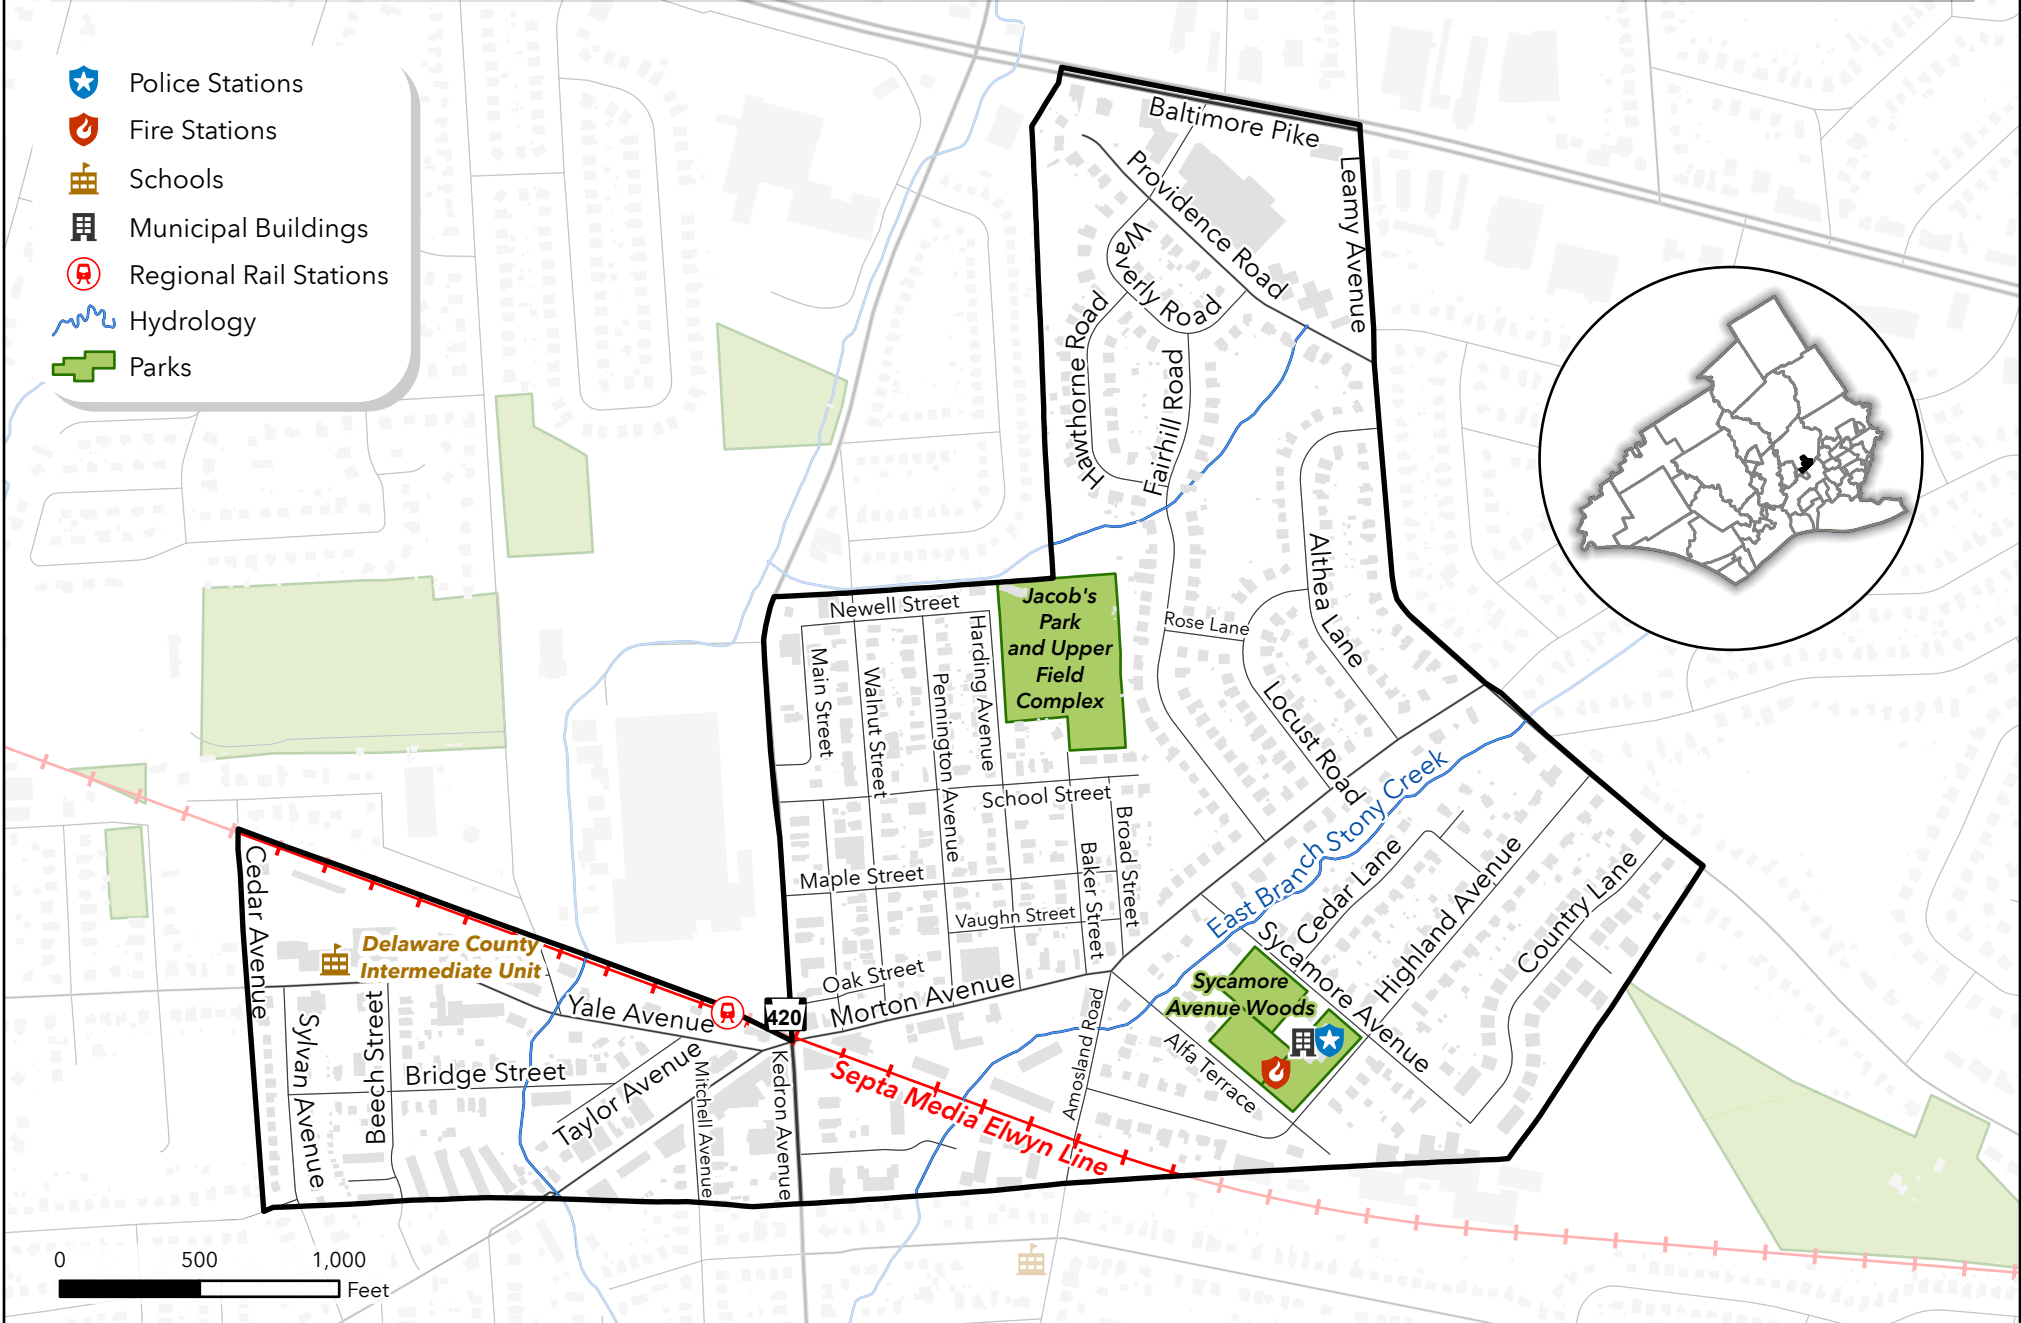 Police Stations
Fire Stations
Schools
Municipal Buildings
Regional Rail Stations
Hydrology
Parks
Baltimore Pike
Leamy Avenue
Providence Road
Waverly Road
Hawthorne Road
Fairhill Road
Althea Lane
Rose Lane
Locust Road
Newell Street
Jacob's
Park
and Upper
Field
Complex
Main Street
Walnut Street
Pennington Avenue
Harding Avenue
School Street
Broad Street
Baker Street
Maple Street
Vaughn Street
Oak Street
Morton Avenue
East Branch Stony Creek
Cedar Lane
Highland Avenue
Country Lane
Sycamore Avenue
Sycamore
Avenue Woods
Alfa Terrace
Amosland Road
Cedar Avenue
Delaware County
Intermediate Unit
Yale Avenue
420
Sylvan Avenue
Beech Street
Bridge Street
Taylor Avenue
Mitchell Avenue
Kedron Avenue
Septa Media Elwyn Line
0 500 1,000
Feet